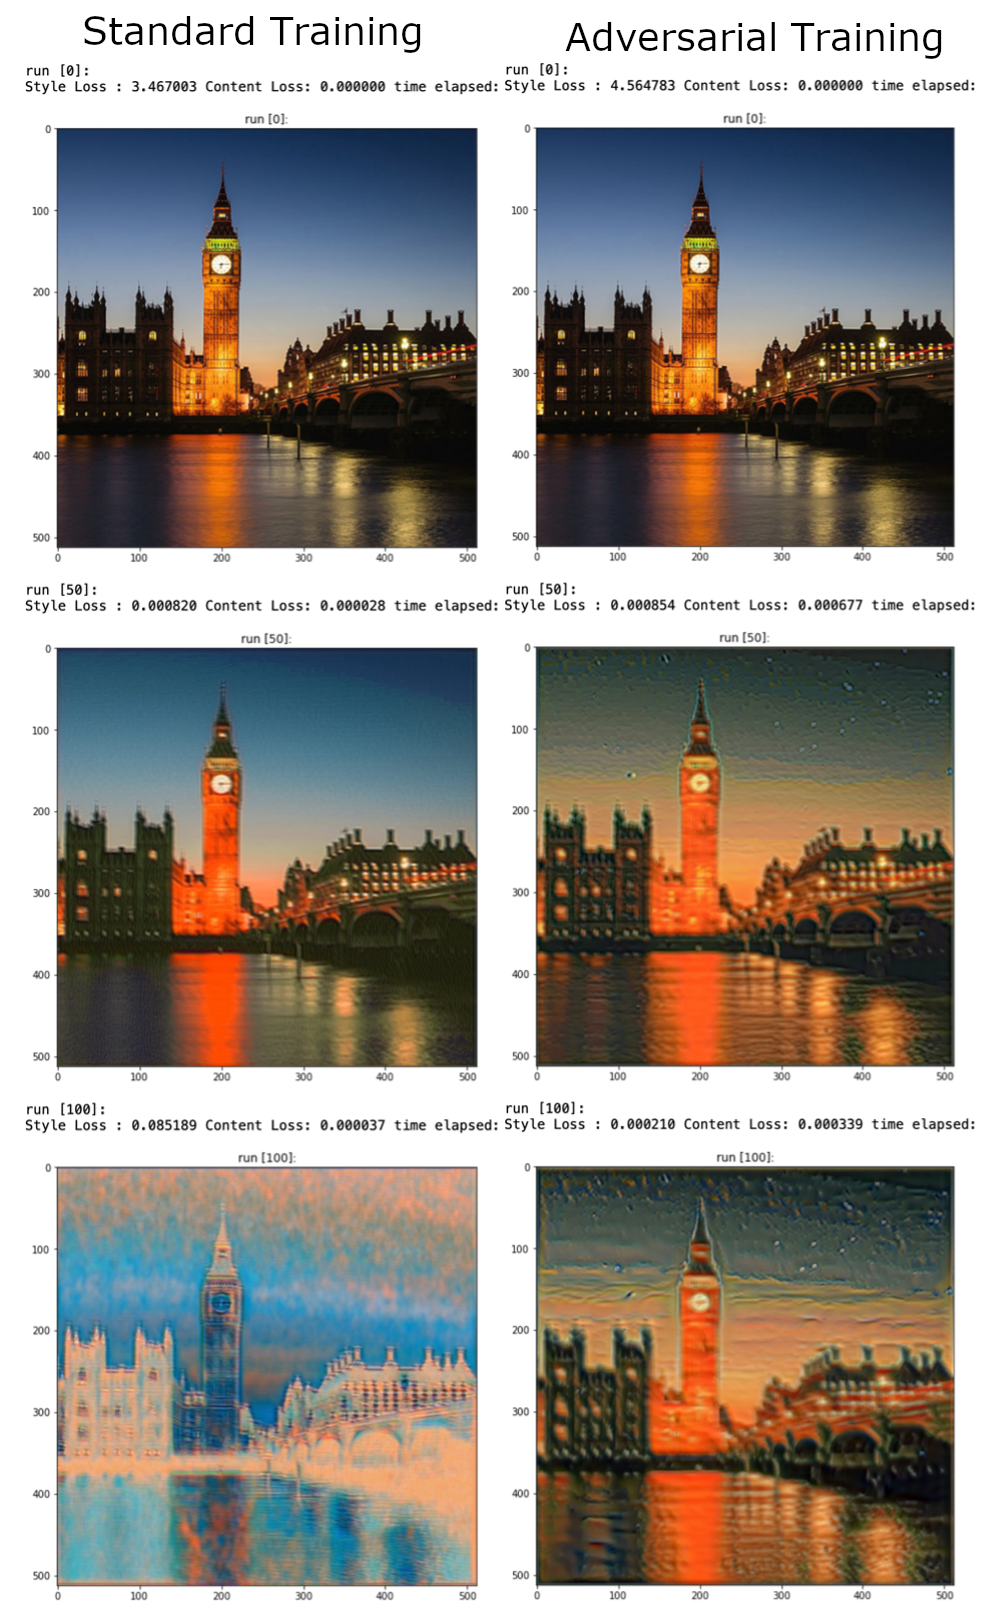 Standard Training
Adversarial Training
run [0]:
Style Loss : 3.467003 Content Loss: 0.000000 time elapsed:
run [0]:
Style Loss : 4.564783 Content Loss: 0.000000 time elapsed:
run [0]:
0
100
200
300
400
500
0 100 200 300 400 500
run [0]:
0
100
200
300
400
500
0 100 200 300 400 500
run [50]:
Style Loss : 0.000820 Content Loss: 0.000028 time elapsed:
run [50]:
Style Loss : 0.000854 Content Loss: 0.000677 time elapsed:
run [50]:
0
100
200
300
400
500
0 100 200 300 400 500
run [50]:
0
100
200
300
400
500
0 100 200 300 400 500
run [100]:
Style Loss : 0.085189 Content Loss: 0.000037 time elapsed:
run [100]:
Style Loss : 0.000210 Content Loss: 0.000339 time elapsed:
run [100]:
0
100
200
300
400
500
0 100 200 300 400 500
run [100]:
0
100
200
300
400
500
0 100 200 300 400 500